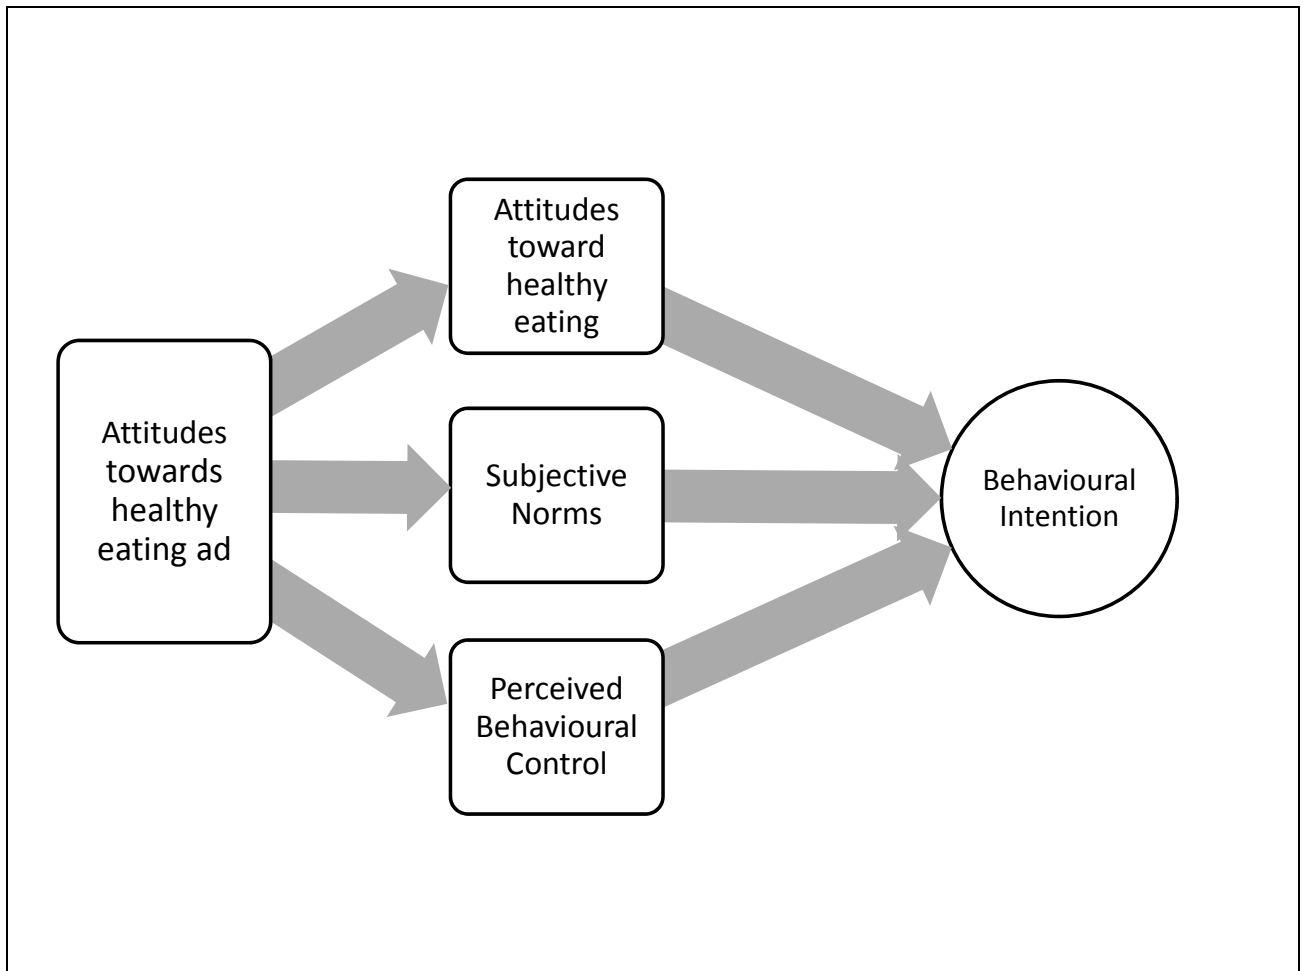 Attitudes
toward
healthy
eating
Attitudes
towards
healthy
eating ad
Subjective
Norms
Behavioural
Intention
Perceived
Behavioural
Control